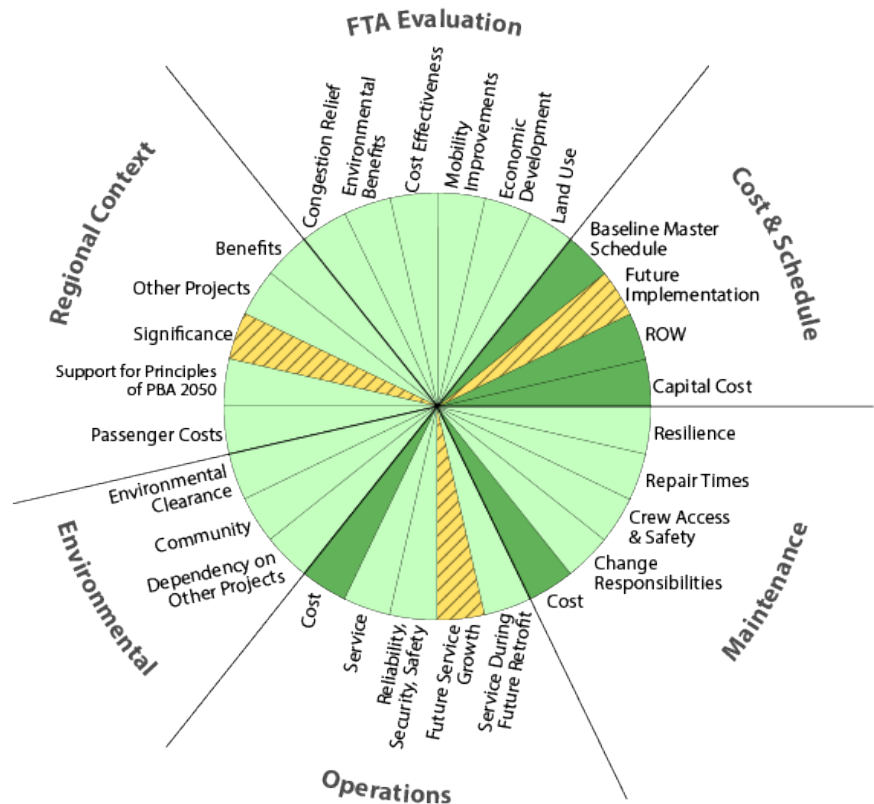 FTA Evaluation
Congestion Relief
Environmental
Benefits
Cost Effectiveness
Mobility
Improvements
Economic
Development
Land Use
Cost & Schedule
Baseline Master
Schedule
Future
Implementation
ROW
Capital Cost
Maintenance
Resilience
Repair Times
Crew Access
& Safety
Change
Responsibilities
Cost
Operations
Service During
Future Retrofit
Future Service
Growth
Reliability,
Security, Safety
Service
Cost
Environmental
Dependency on
Other Projects
Community
Environmental
Clearance
Regional Context
Passenger Costs
Support for Principles
of PBA 2050
Significance
Other Projects
Benefits